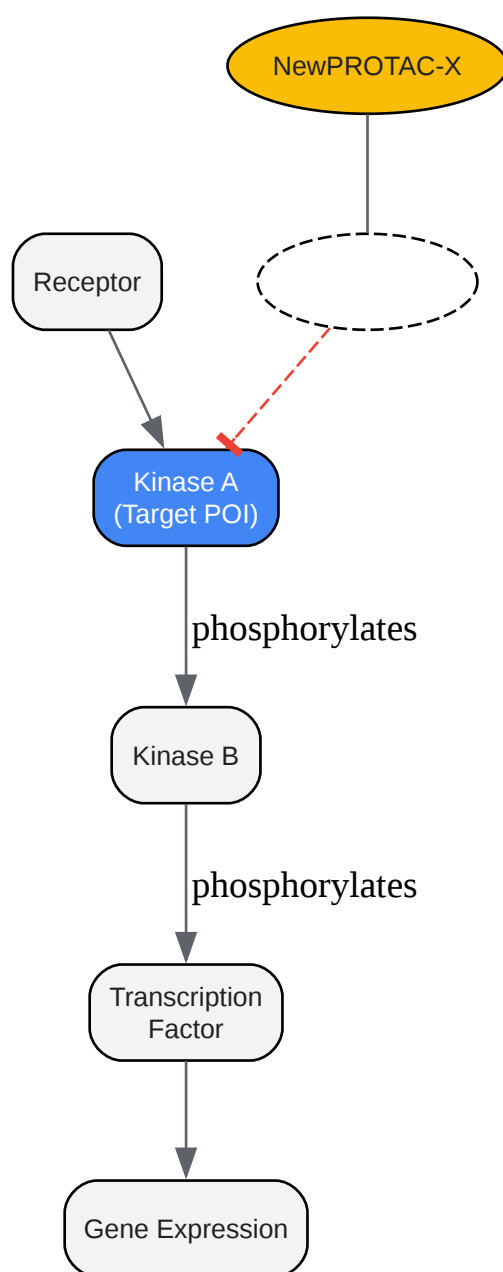 NewPROTAC-X
Receptor
Kinase A
(Target POI)
phosphorylates
Kinase B
phosphorylates
Transcription
Factor
Gene Expression